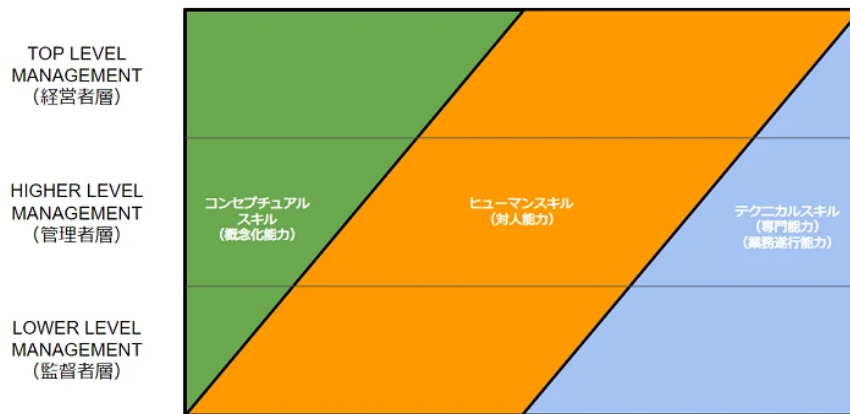 TOP LEVEL
MANAGEMENT
（経営者層）
HIGHER LEVEL
MANAGEMENT
（管理者層）
コンセプチュアル
スキル
（概念化能力）
ヒューマンスキル
（対人能力）
テクニカルスキル
（専門能力）
（業務遂行能力）
LOWER LEVEL
MANAGEMENT
（監督者層）